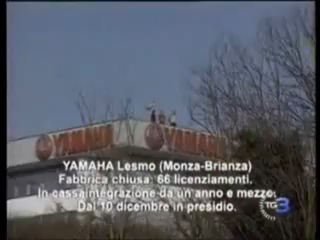 YAMAHA YAMAHA
YAMAHA Lesmo (Monza-Brianza)
Fabbrica chiusa: 66 licenziamenti.
In cassaintegrazione da un anno e mezzo.
Dal 10 dicembre in presidio.
TG3